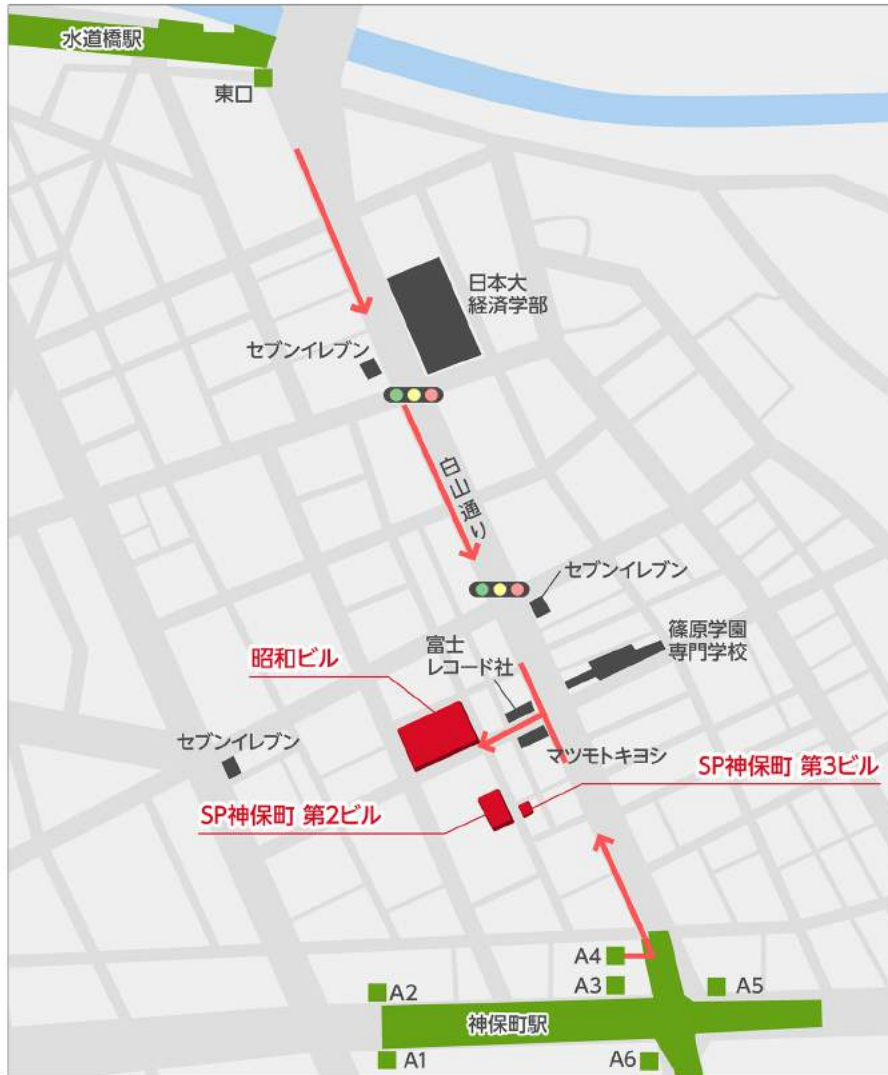 水道橋駅
東口
日本大
経済学部
セブンイレブン
白山通り
セブンイレブン
富士
レコード社
篠原学園
専門学校
昭和ビル
セブンイレブン
マツモトキヨシ
SP神保町 第3ビル
SP神保町 第2ビル
A4
A3
A5
A2
神保町駅
A1
A6